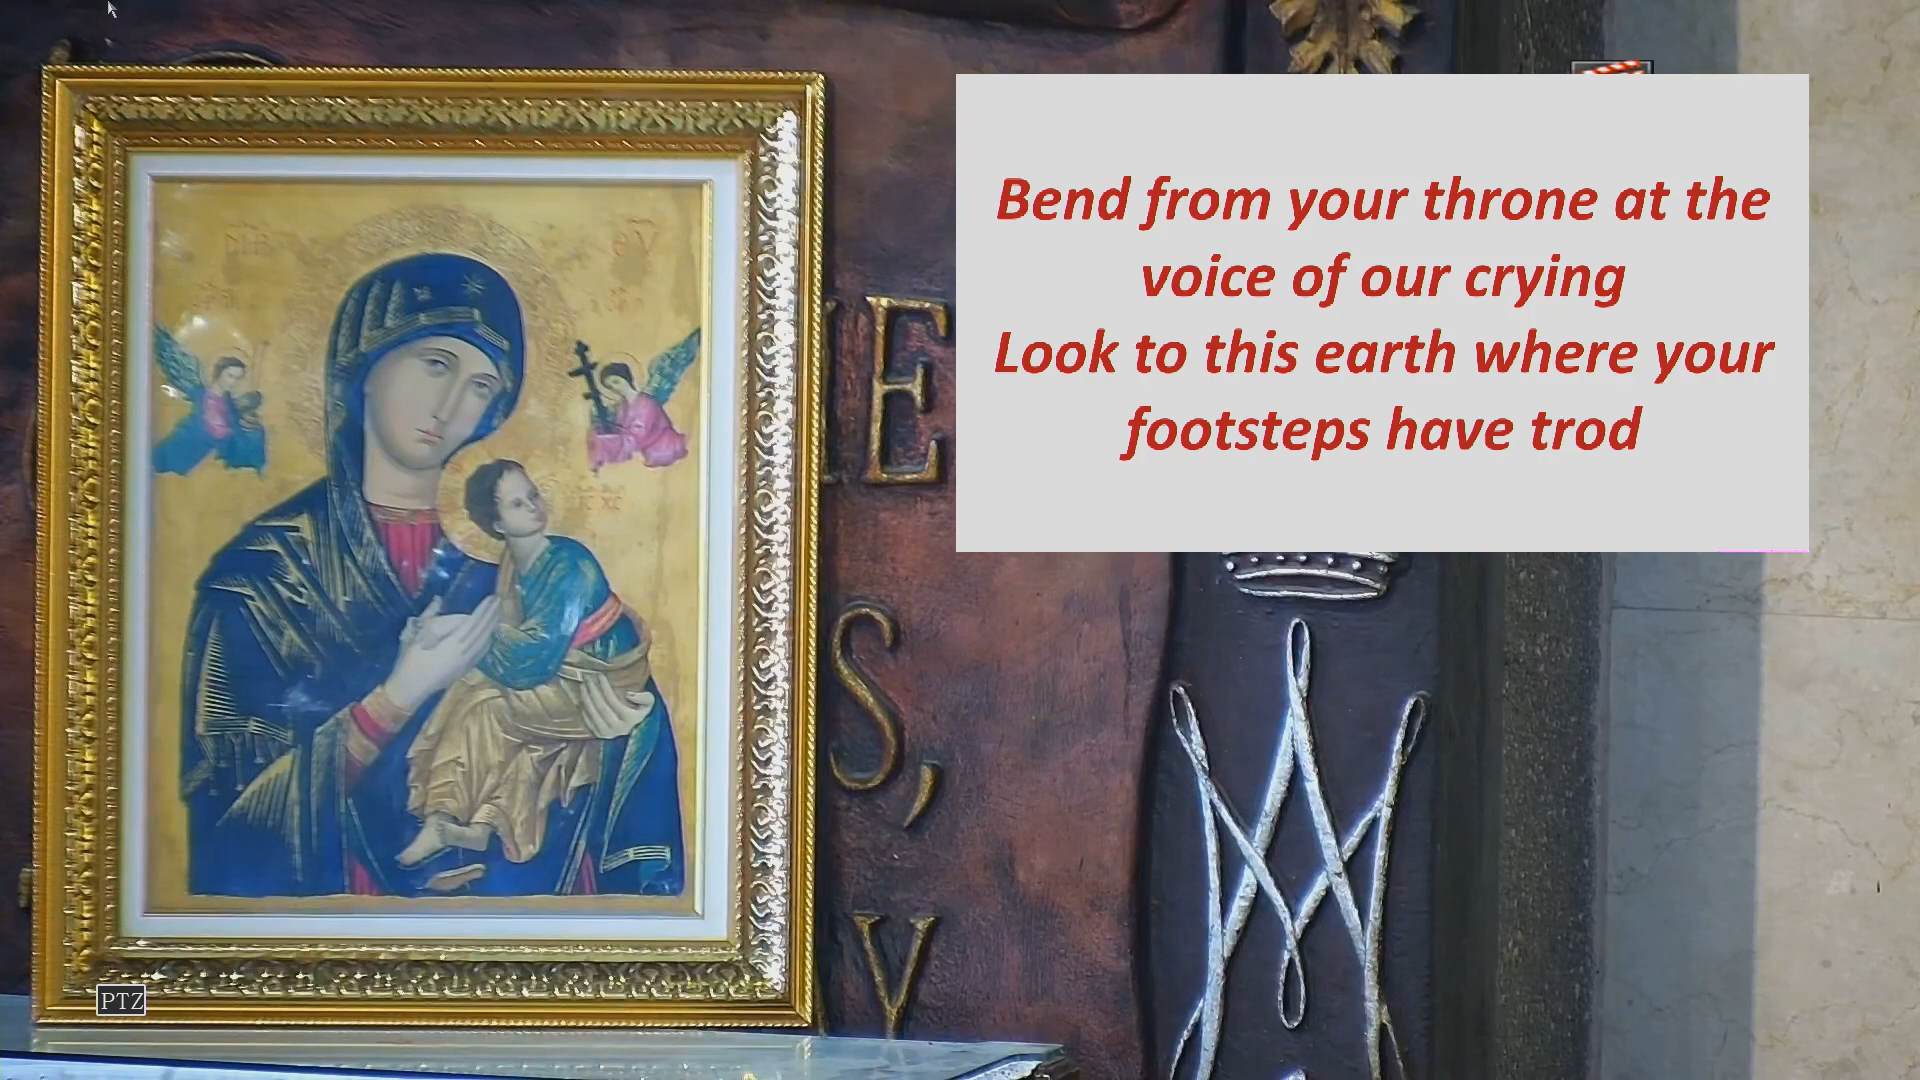 Bend from your throne at the
voice of our crying
Look to this earth where your
footsteps have trod
E
S,
Y
PTZ